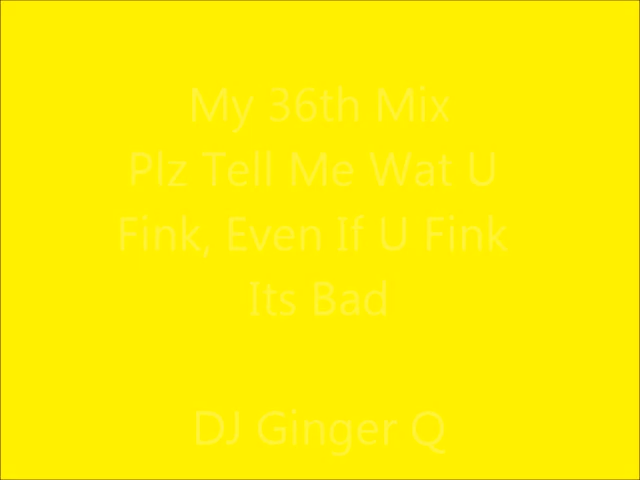 My 36th Mix
Plz Tell Me Wat U
Fink, Even If U Fink
Its Bad
DJ Ginger Q